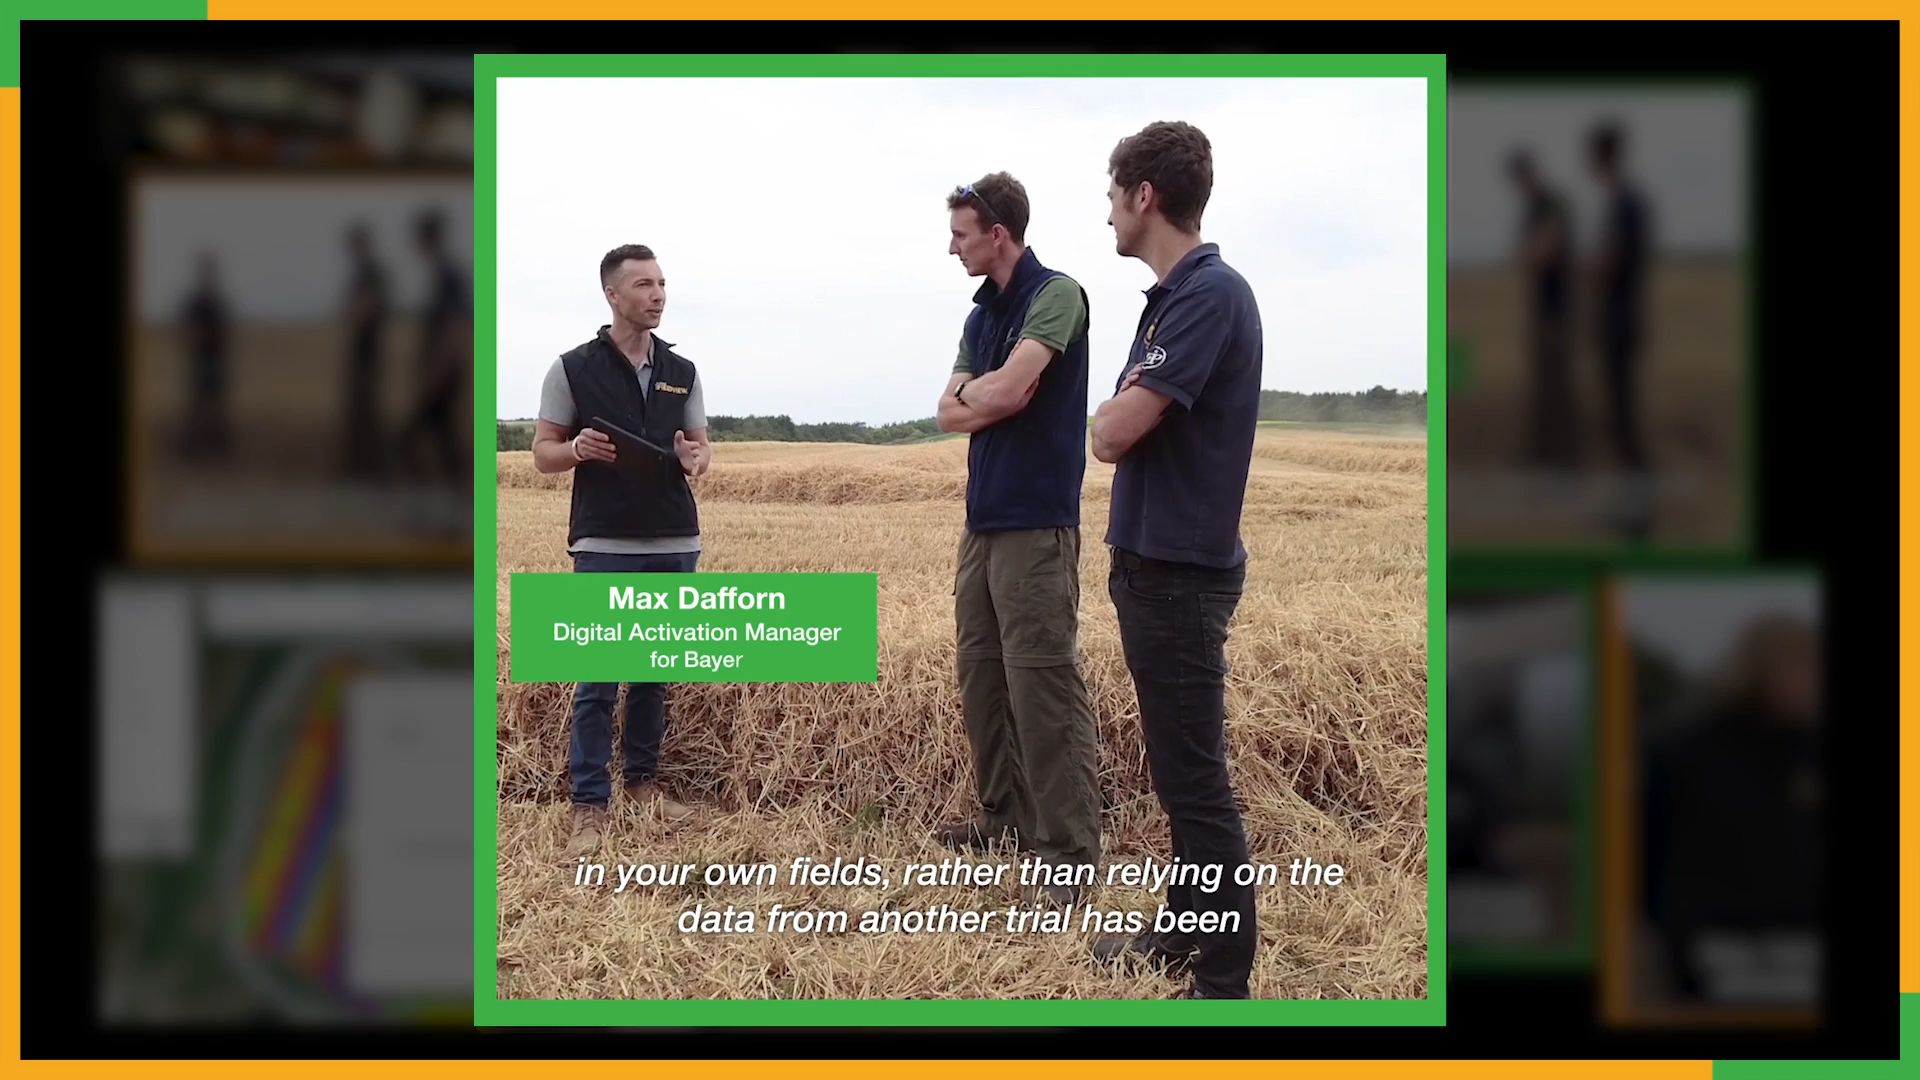 FIELDVIEW
Max Dafforn
Digital Activation Manager
for Bayer
in your own fields, rather than relying on the
data from another trial has been